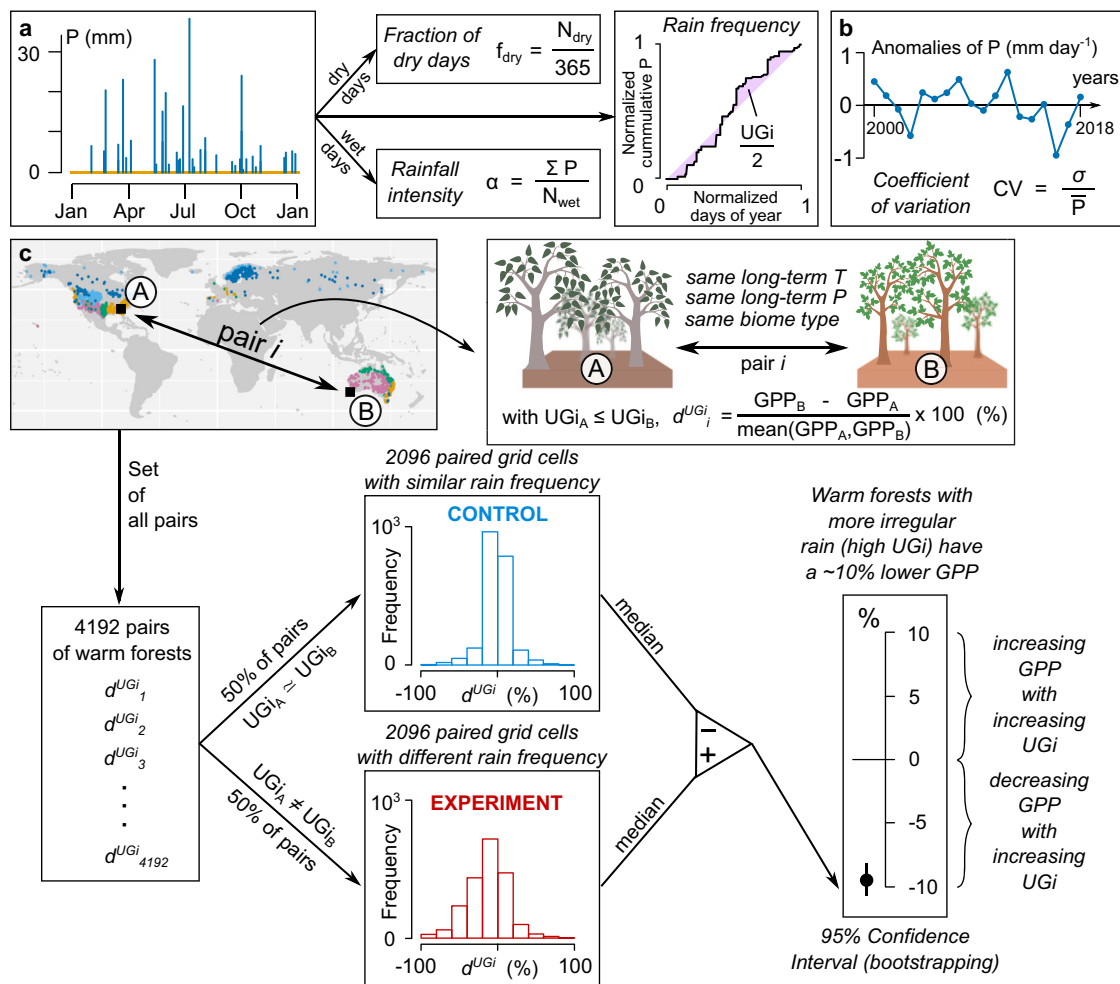 a
P (mm)
30
0
Jan Apr Jul Oct Jan
dry
days
wet
days
Fraction of
dry days
f_dry = N_dry / 365
Rainfall
intensity
α = Σ P / N_wet
Rain frequency
Normalized
cummulative P
1
0
UGi
2
0 1
Normalized
days of year
b
Anomalies of P (mm day⁻¹)
1
0
-1
years
2000
2018
Coefficient
of variation
CV = σ / P̅
c
A
pair i
B
same long-term T
same long-term P
same biome type
pair i
A
B
with UGi_A ≤ UGi_B, d^UGi_i = (GPP_B - GPP_A) / mean(GPP_A,GPP_B) x 100 (%)
Set
of
all pairs
4192 pairs
of warm forests
d^UGi_1
d^UGi_2
d^UGi_3
.
.
.
d^UGi_4192
50% of pairs
UGi_A ≃ UGi_B
UGi_A ≠ UGi_B
50% of pairs
2096 paired grid cells
with similar rain frequency
CONTROL
10³
Frequency
0
-100 d^UGi (%) 100
2096 paired grid cells
with different rain frequency
EXPERIMENT
10³
Frequency
0
-100 d^UGi (%) 100
median
median
−
+
Warm forests with
more irregular
rain (high UGi) have
a ~10% lower GPP
%
10
5
0
-5
-10
increasing
GPP
with
increasing
UGi
decreasing
GPP
with
increasing
UGi
95% Confidence
Interval (bootstrapping)